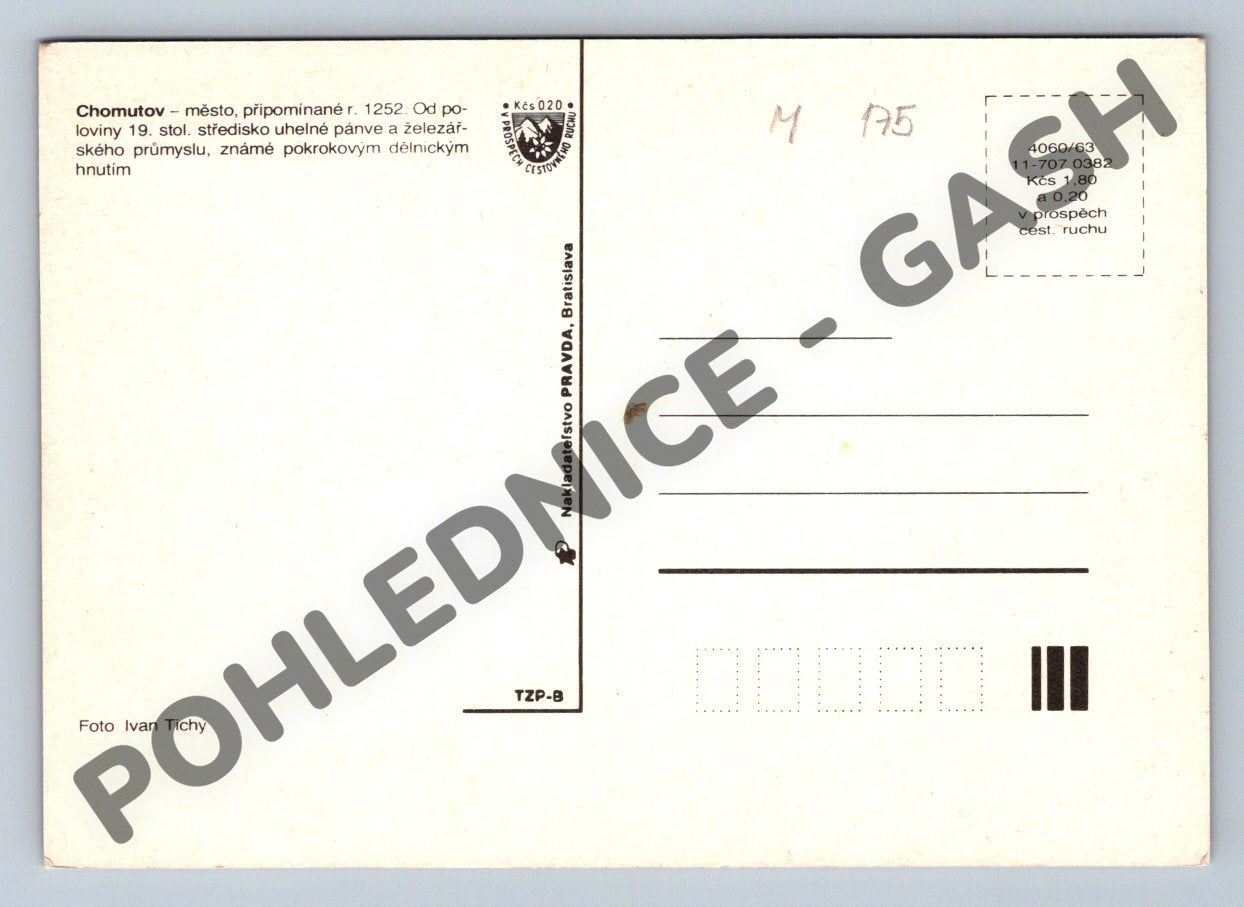 Chomutov – město, připomínané r. 1252. Od po-
loviny 19. stol. středisko uhelné pánve a železář-
ského průmyslu, známé pokrokovým dělnickým
hnutím
• Kčs 0.20 •
V PROSPĚCH CESTOVNÉHO RUCHU
M 175
4060/63
11-707 0382
Kčs 1,80
a 0,20
v prospěch
cest. ruchu
Nakladateľstvo PRAVDA, Bratislava
TZP-B
Foto Ivan Tichý
POHLEDNICE - GASH